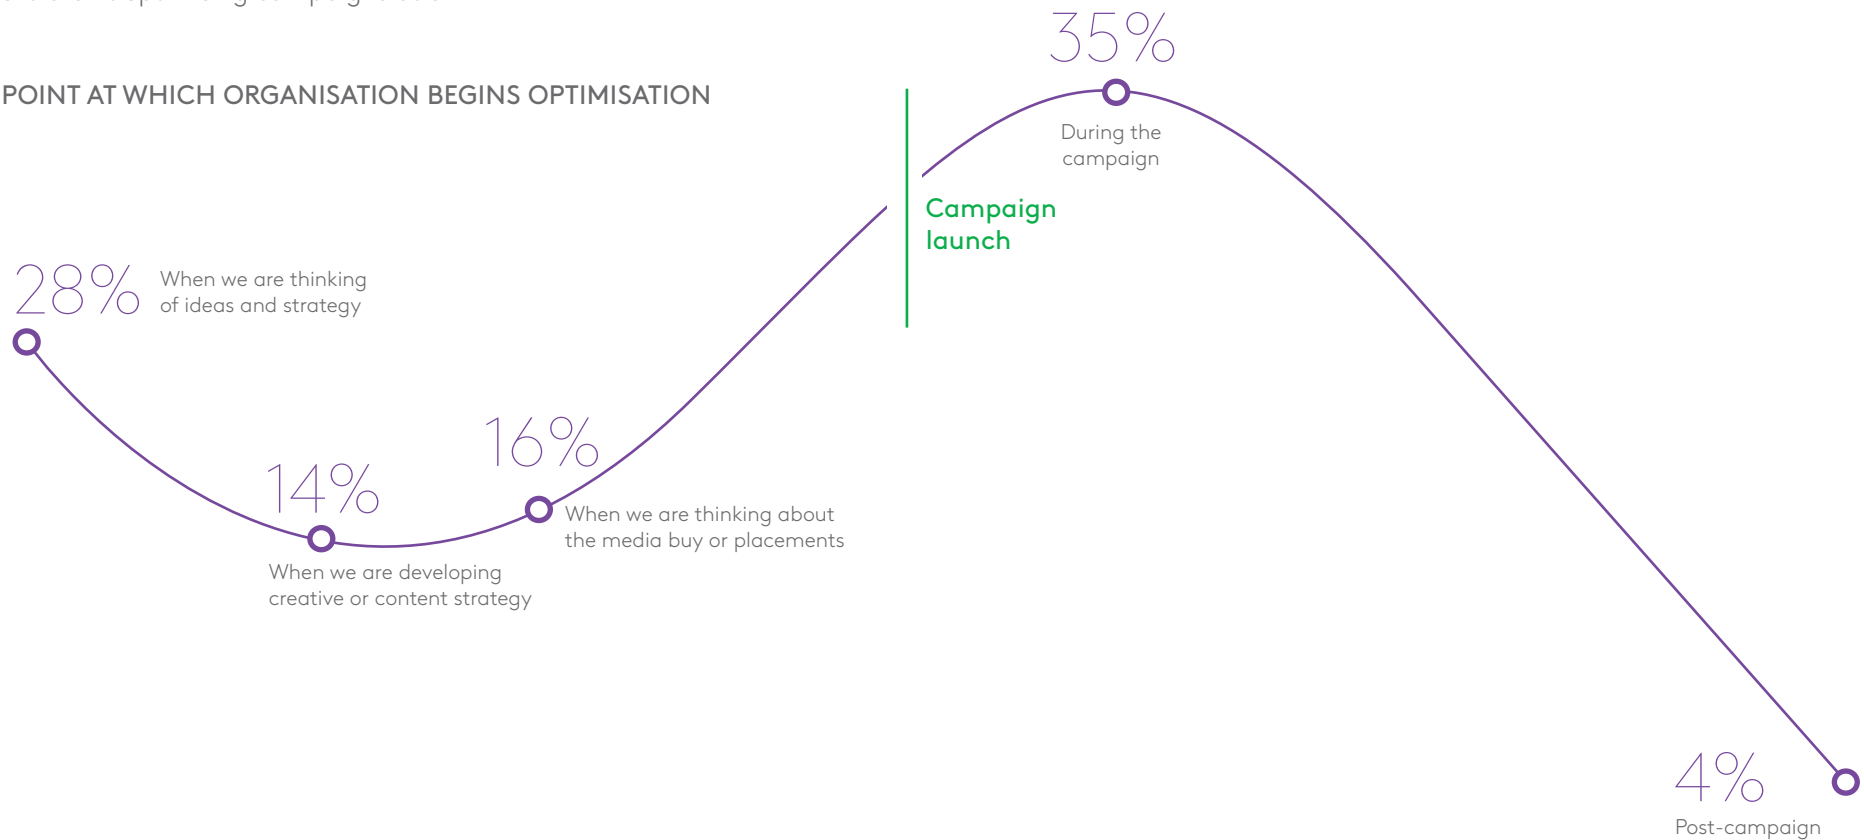 POINT AT WHICH ORGANISATION BEGINS OPTIMISATION
28%
When we are thinking
of ideas and strategy
14%
When we are developing
creative or content strategy
16%
When we are thinking about
the media buy or placements
Campaign
launch
35%
During the
campaign
4%
Post-campaign